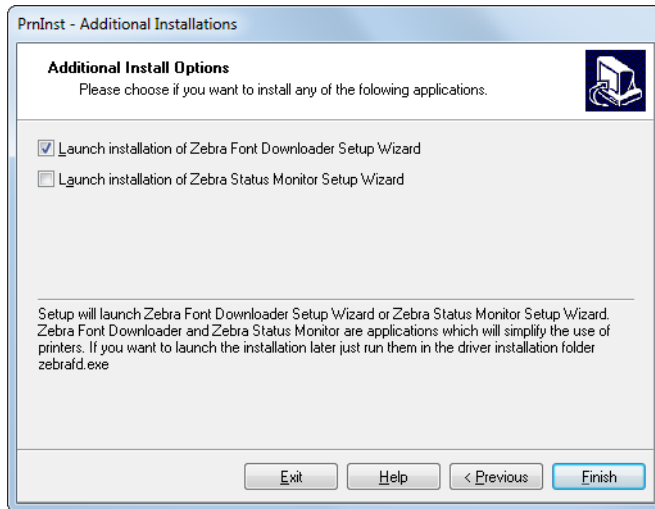 PrnInst - Additional Installations
Additional Install Options
Please choose if you want to install any of the folowing applications.
Launch installation of Zebra Font Downloader Setup Wizard
Launch installation of Zebra Status Monitor Setup Wizard
Setup will launch Zebra Font Downloader Setup Wizard or Zebra Status Monitor Setup Wizard.
Zebra Font Downloader and Zebra Status Monitor are applications which will simplify the use of
printers. If you want to launch the installation later just run them in the driver installation folder
zebrafd.exe
Exit Help < Previous Finish